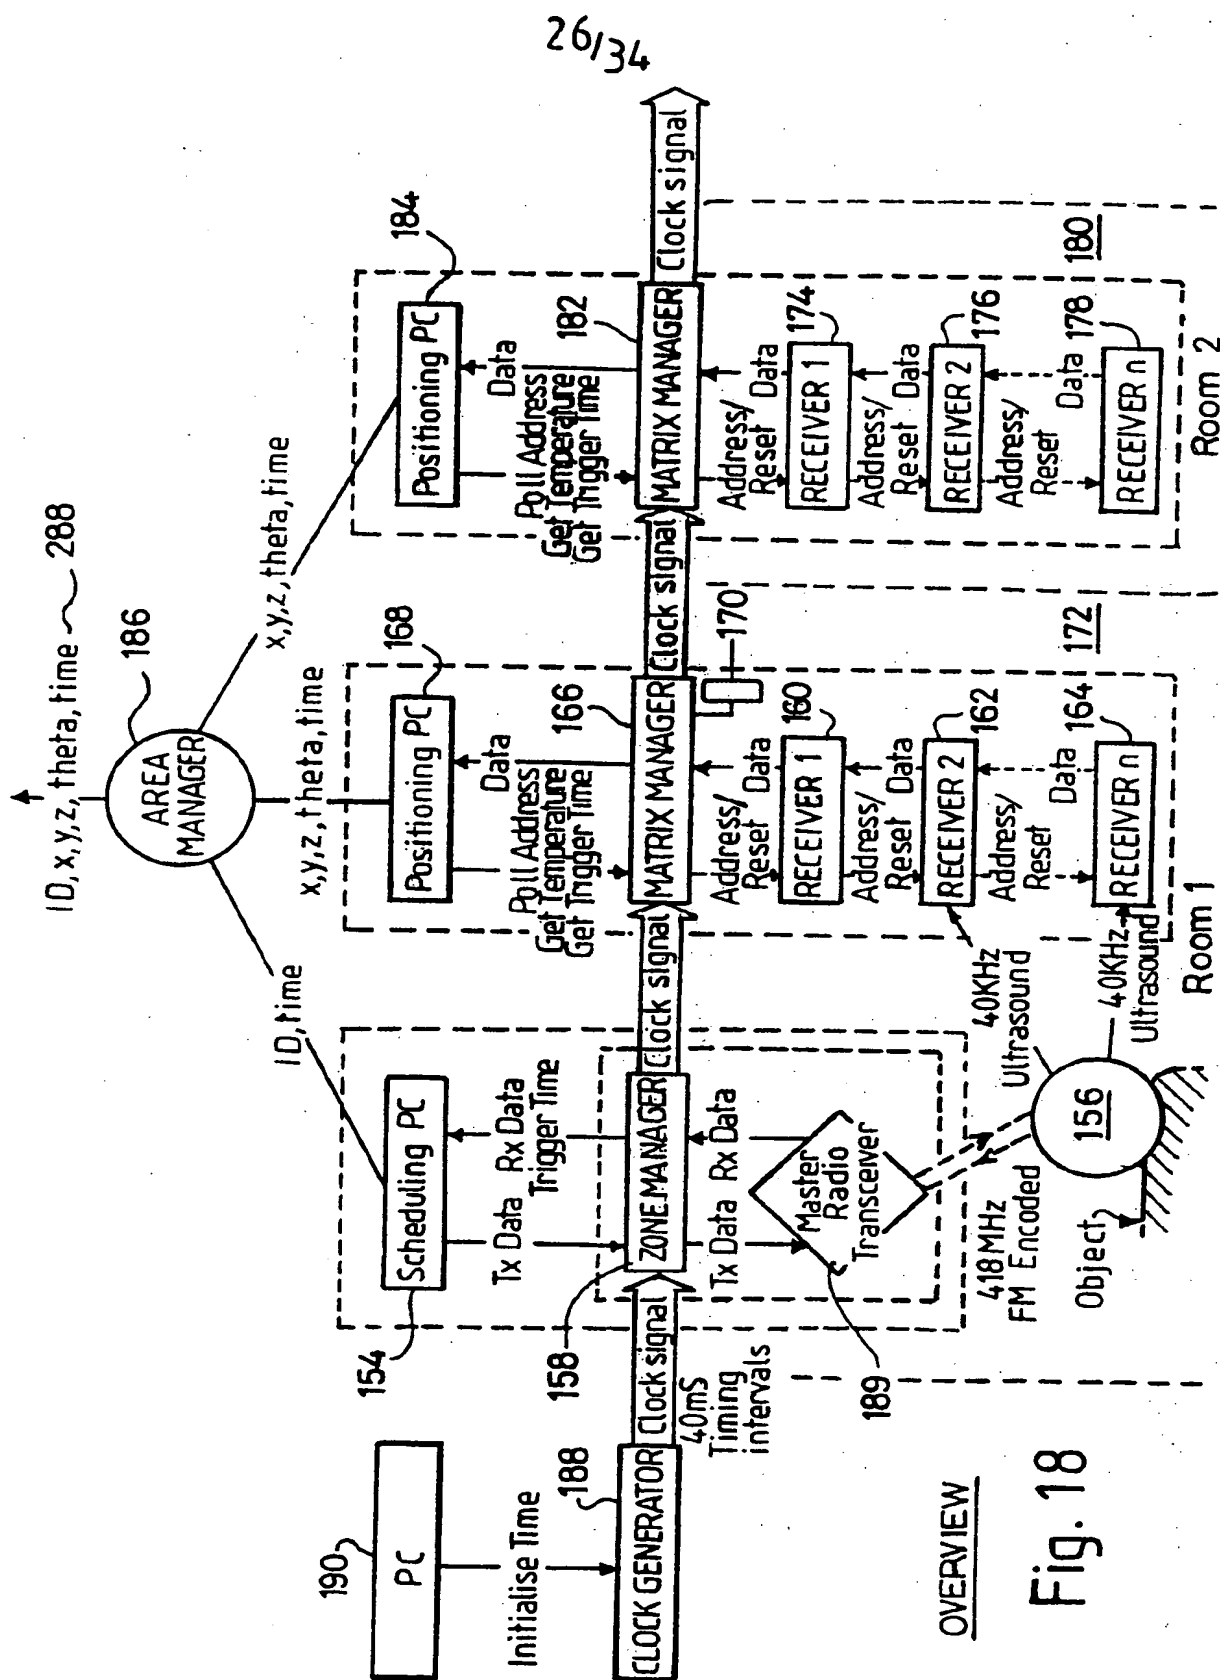 26/34
ID, x,y,z, theta, time
288
186
AREA
MANAGER
ID,time
x,y,z,theta,time
x,y,z,theta,time
190
PC
Initialise Time
188
CLOCK GENERATOR
Clock signal
40mS
Timing
intervals
154
Scheduling PC
Tx Data
Rx Data
Trigger Time
158
ZONE MANAGER
Tx Data
Rx Data
Master
Radio
Transceiver
189
Clock signal
418MHz
FM Encoded
Object
156
40KHz
Ultrasound
40KHz
Ultrasound
168
Positioning PC
Poll Address
Get Temperature
Get Trigger Time
Data
166
MATRIX MANAGER
170
Clock signal
Address/
Reset
Data
160
RECEIVER 1
Address/
Reset
Data
162
RECEIVER 2
Address/
Reset
Data
164
RECEIVER n
172
Room 1
184
Positioning PC
Poll Address
Get Temperature
Get Trigger Time
Data
182
MATRIX MANAGER
Clock signal
Address/
Reset
Data
174
RECEIVER 1
Address/
Reset
Data
176
RECEIVER 2
Address/
Reset
Data
178
RECEIVER n
180
Room 2
OVERVIEW
Fig. 18